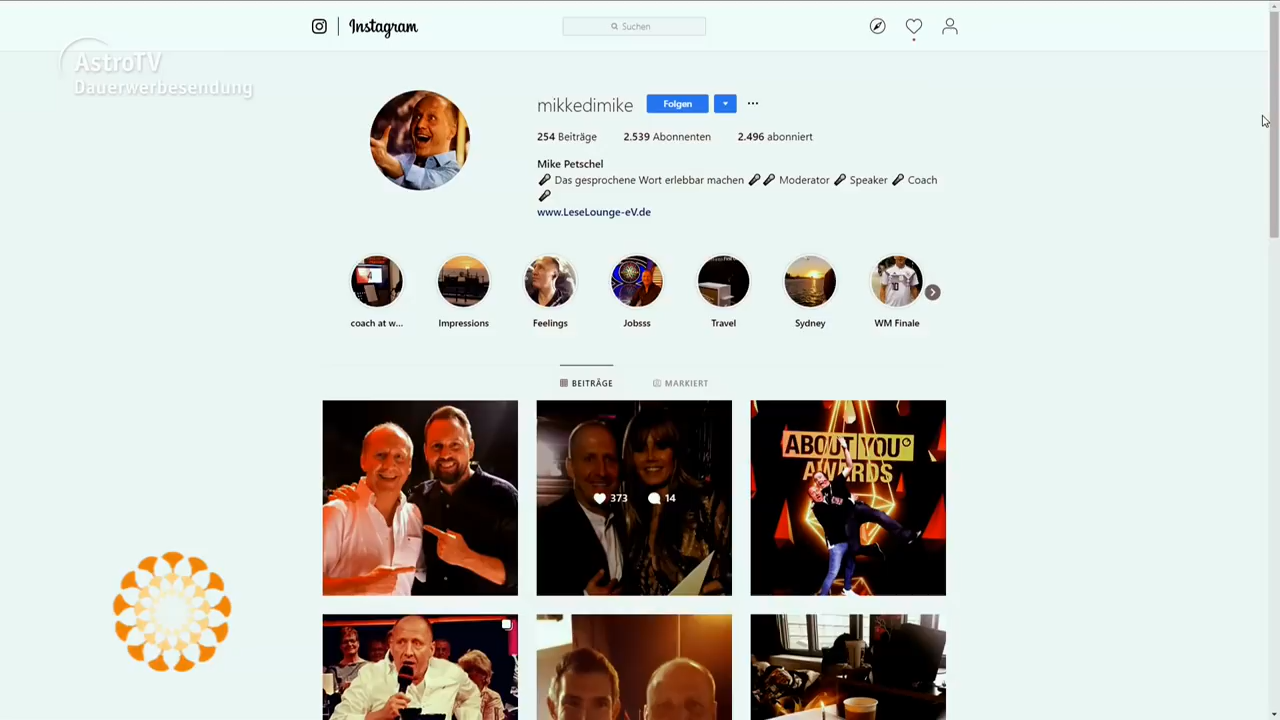 Instagram
Suchen
AstroTV
Dauerwerbesendung
mikkedimike Folgen ...
254 Beiträge 2.539 Abonnenten 2.496 abonniert
Mike Petschel
Das gesprochene Wort erlebbar machen Moderator Speaker Coach
www.LeseLounge-eV.de
coach at w... Impressions Feelings Jobsss Travel Sydney WM Finale
BEITRÄGE MARKIERT
373 14
ABOUT YOU
AWARDS